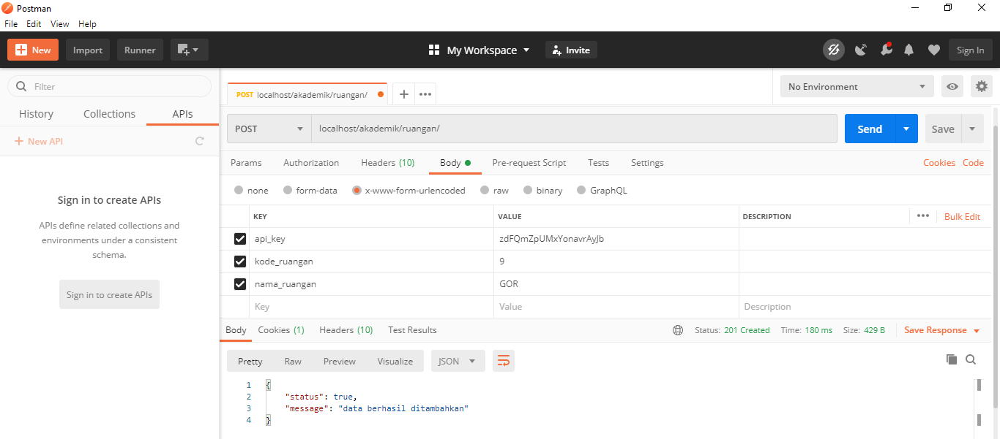 Postman
File Edit View Help
New Import Runner My Workspace Invite Sign In
Filter
History Collections APIs
New API
Sign in to create APIs
APIs define related collections and
environments under a consistent
schema.
Sign in to create APIs
POST localhost/akademik/ruangan/
No Environment
POST localhost/akademik/ruangan/ Send Save
Params Authorization Headers (10) Body Pre-request Script Tests Settings Cookies Code
none form-data x-www-form-urlencoded raw binary GraphQL
KEY VALUE DESCRIPTION Bulk Edit
api_key zdFQmZpUMxYonavrAyJb
kode_ruangan 9
nama_ruangan GOR
Key Value Description
Body Cookies (1) Headers (10) Test Results Status: 201 Created Time: 180 ms Size: 429 B Save Response
Pretty Raw Preview Visualize JSON
1 {
2 "status": true,
3 "message": "data berhasil ditambahkan"
4 }